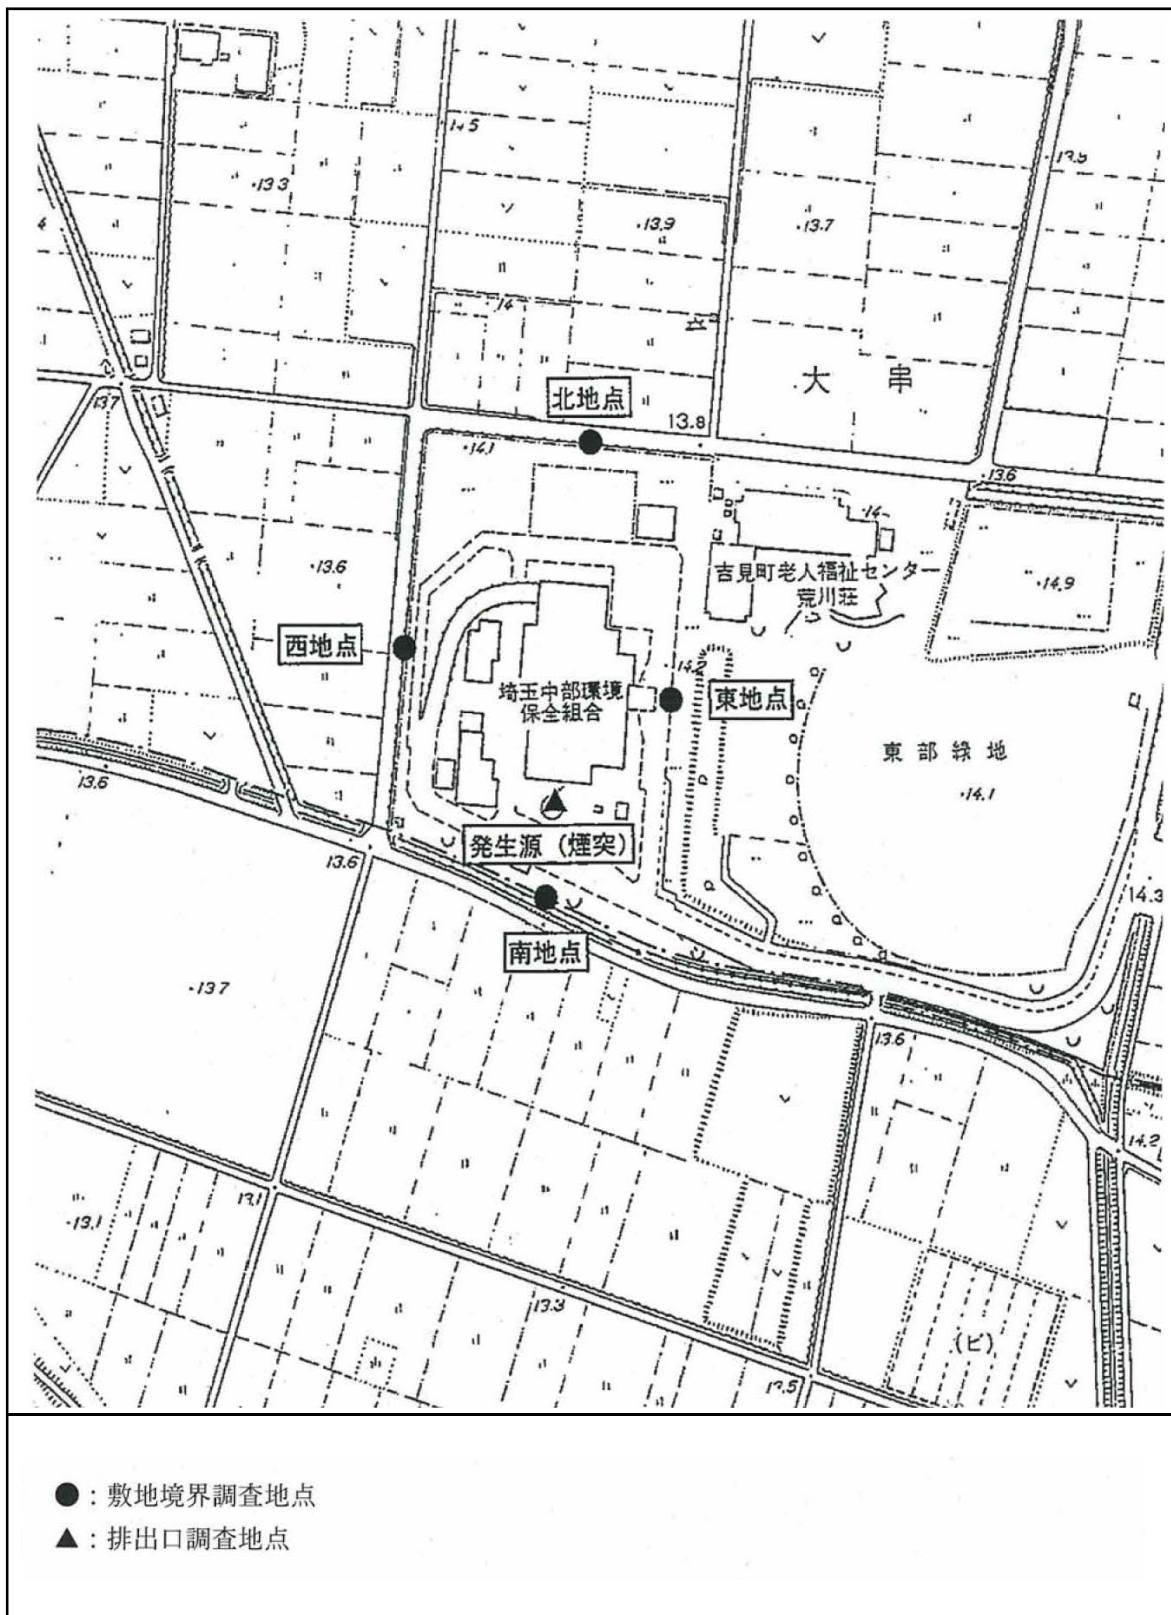 13.3
13.9
13.7
14
大串
北地点
13.8
13.7
14.1
13.6
14
吉見町老人福祉センター
荒川荘
13.6
14.9
西地点
14.2
埼玉中部環境
保全組合
東地点
東部緑地
14.1
13.6
発生源（煙突）
13.6
14.3
南地点
13.7
13.6
14.2
13.1
13.1
13.3
(ビ)
13.5
●：敷地境界調査地点
▲：排出口調査地点